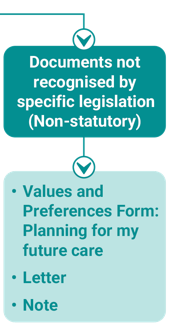 Documents not
recognised by
specific legislation
(Non-statutory)
• Values and
Preferences Form:
Planning for my
future care
• Letter
• Note